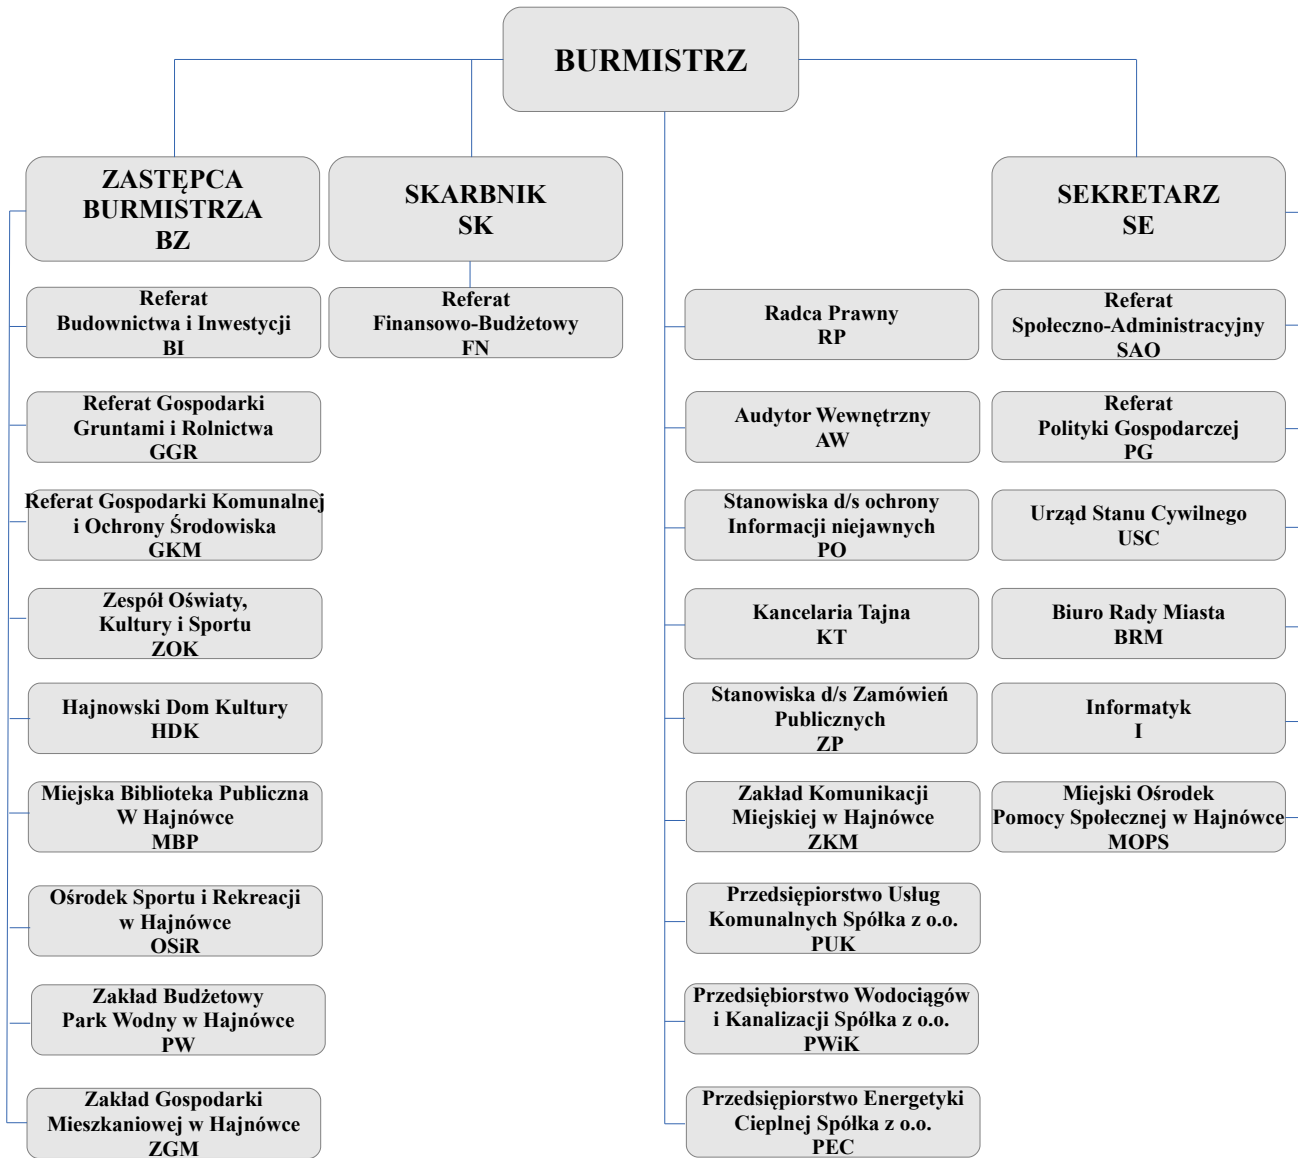 BURMISTRZ
ZASTĘPCA
BURMISTRZA
BZ
SKARBNIK
SK
SEKRETARZ
SE
Referat
Budownictwa i Inwestycji
BI
Referat Gospodarki
Gruntami i Rolnictwa
GGR
Referat Gospodarki Komunalnej
i Ochrony Środowiska
GKM
Zespół Oświaty,
Kultury i Sportu
ZOK
Hajnowski Dom Kultury
HDK
Miejska Biblioteka Publiczna
W Hajnówce
MBP
Ośrodek Sportu i Rekreacji
w Hajnówce
OSiR
Zakład Budżetowy
Park Wodny w Hajnówce
PW
Zakład Gospodarki
Mieszkaniowej w Hajnówce
ZGM
Referat
Finansowo-Budżetowy
FN
Radca Prawny
RP
Audytor Wewnętrzny
AW
Stanowiska d/s ochrony
Informacji niejawnych
PO
Kancelaria Tajna
KT
Stanowiska d/s Zamówień
Publicznych
ZP
Zakład Komunikacji
Miejskiej w Hajnówce
ZKM
Przedsiępiorstwo Usług
Komunalnych Spółka z o.o.
PUK
Przedsiębiorstwo Wodociągów
i Kanalizacji Spółka z o.o.
PWiK
Przedsiępiorstwo Energetyki
Cieplnej Spółka z o.o.
PEC
Referat
Społeczno-Administracyjny
SAO
Referat
Polityki Gospodarczej
PG
Urząd Stanu Cywilnego
USC
Biuro Rady Miasta
BRM
Informatyk
I
Miejski Ośrodek
Pomocy Społecznej w Hajnówce
MOPS